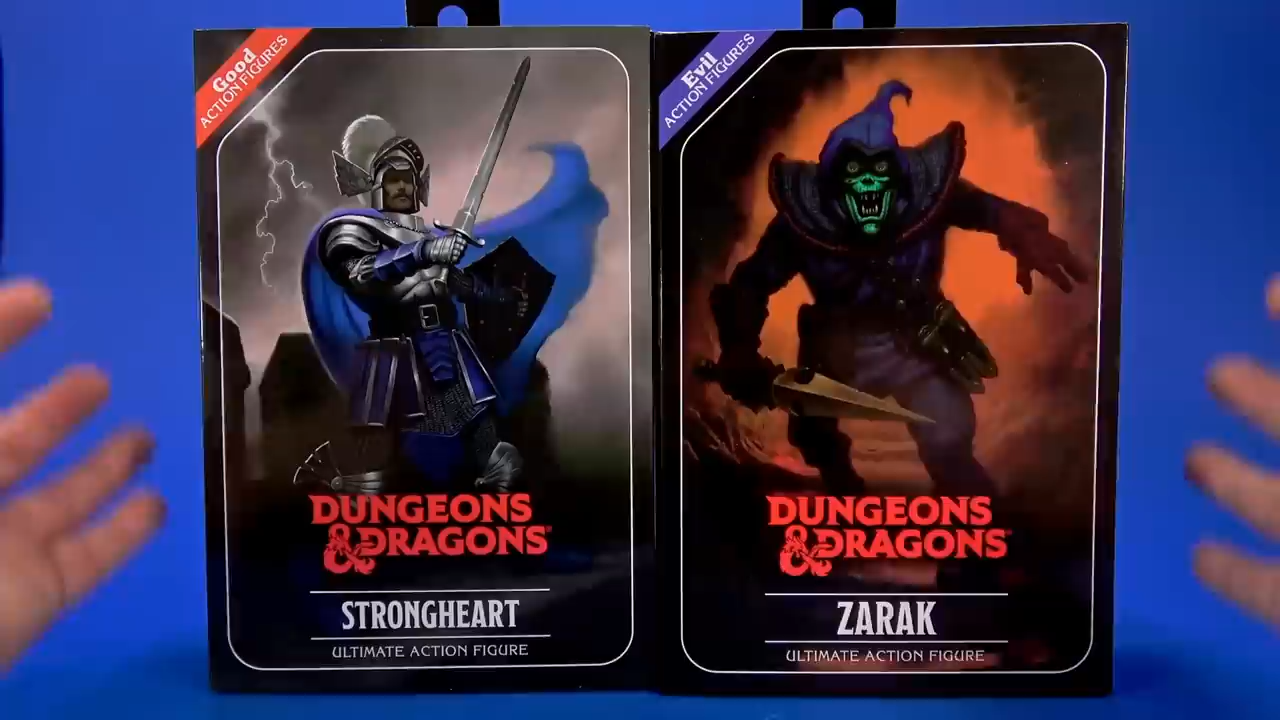 Good
ACTION FIGURES
DUNGEONS
& DRAGONS®
STRONGHEART
ULTIMATE ACTION FIGURE
Evil
ACTION FIGURES
DUNGEONS
& DRAGONS®
ZARAK
ULTIMATE ACTION FIGURE